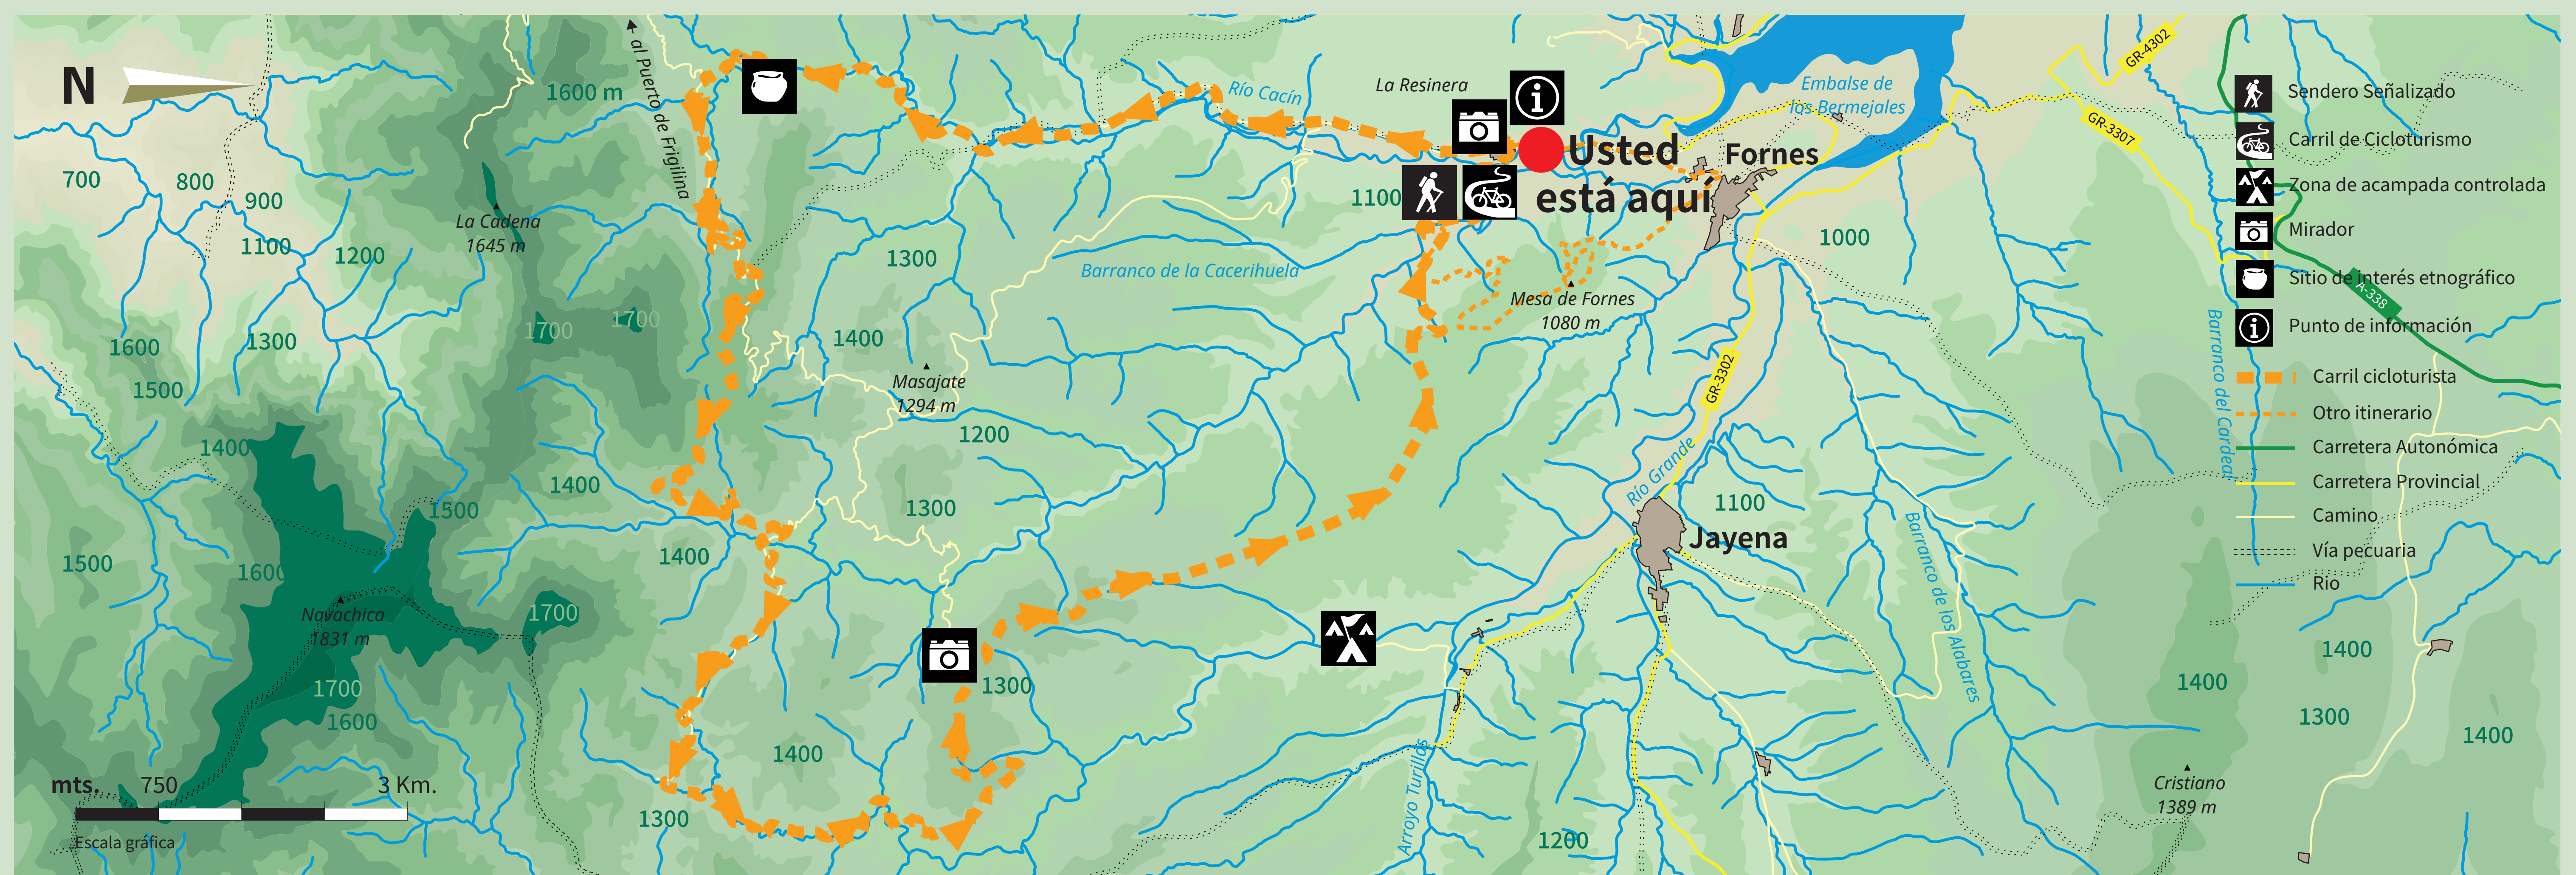 N
← al Puerto de Frigilina
1600 m
La Resinera
Río Cacín
Embalse de
los Bermejales
GR-4302
GR-3307
Usted
está aquí
Fornes
700
800
900
1100
1200
La Cadena
1645 m
1300
Barranco de la Cacerihuela
1100
1000
Mesa de Fornes
1080 m
1600
1300
1500
1700
1700
1400
Masajate
1294 m
1200
GR-3302
Río Grande
1400
1500
1400
1300
1100
Jayena
1500
1600
1400
Navachica
1831 m
1700
1700
1600
1300
1400
1300
Barranco de los Alabares
Arroyo Turillas
1200
Barranco del Cardeal
A-338
1400
1400
1300
1400
Cristiano
1389 m
mts.
750
3 Km.
Escala gráfica
Sendero Señalizado
Carril de Cicloturismo
Zona de acampada controlada
Mirador
Sitio de interés etnográfico
Punto de información
Carril cicloturista
Otro itinerario
Carretera Autonómica
Carretera Provincial
Camino
Vía pecuaria
Rio